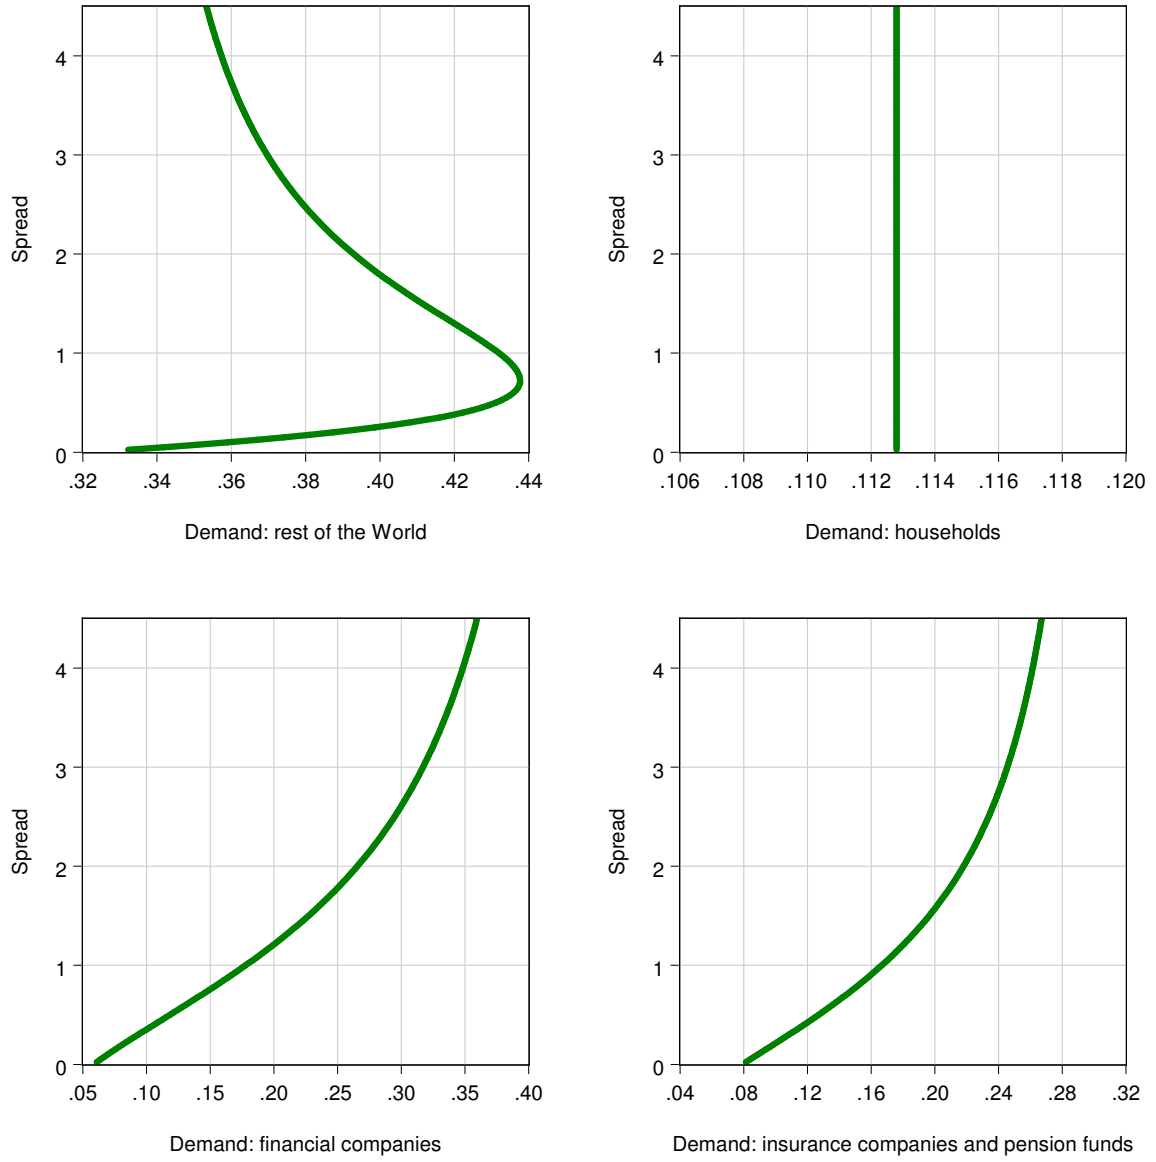 4
3
2
1
0
Spread
.32 .34 .36 .38 .40 .42 .44
Demand: rest of the World
4
3
2
1
0
Spread
.106 .108 .110 .112 .114 .116 .118 .120
Demand: households
4
3
2
1
0
Spread
.05 .10 .15 .20 .25 .30 .35 .40
Demand: financial companies
4
3
2
1
0
Spread
.04 .08 .12 .16 .20 .24 .28 .32
Demand: insurance companies and pension funds